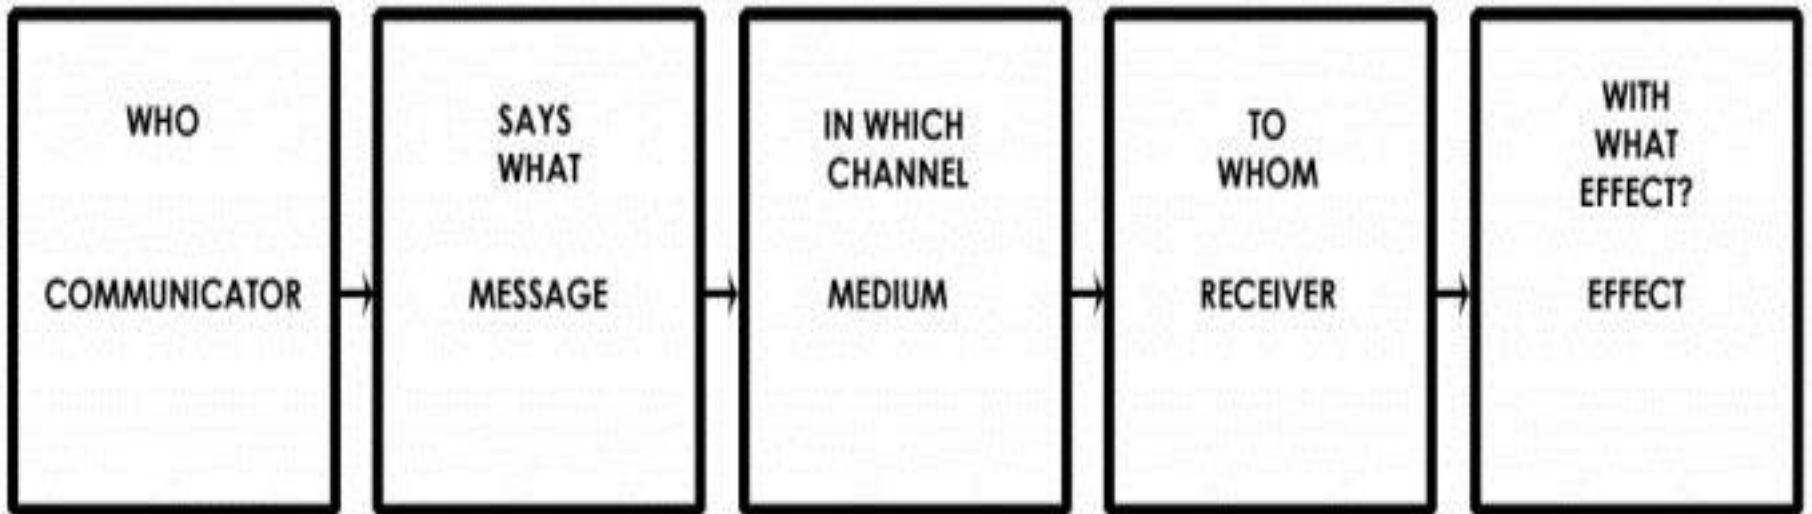 WHO
COMMUNICATOR
SAYS
WHAT
MESSAGE
IN WHICH
CHANNEL
MEDIUM
TO
WHOM
RECEIVER
WITH
WHAT
EFFECT?
EFFECT